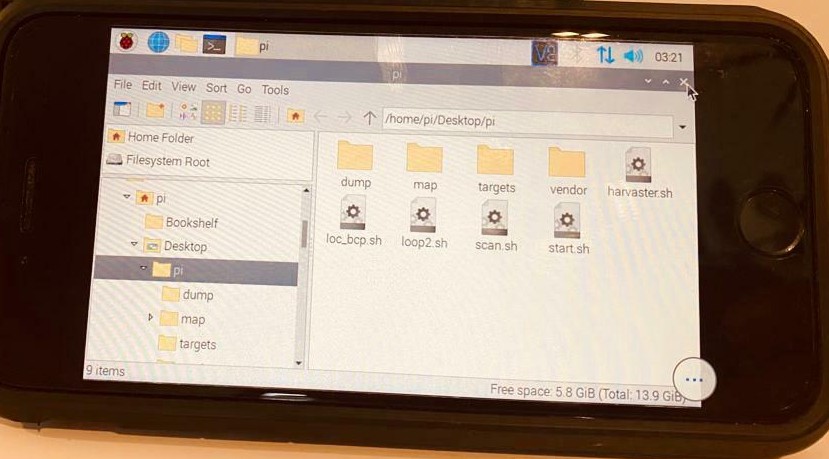 pi
03:21
pi
File Edit View Sort Go Tools
/home/pi/Desktop/pi
Home Folder
Filesystem Root
pi
Bookshelf
Desktop
pi
dump
map
targets
dump map targets vendor harvaster.sh
loc_bcp.sh loop2.sh scan.sh start.sh
9 items
Free space: 5.8 GiB (Total: 13.9 GiB)